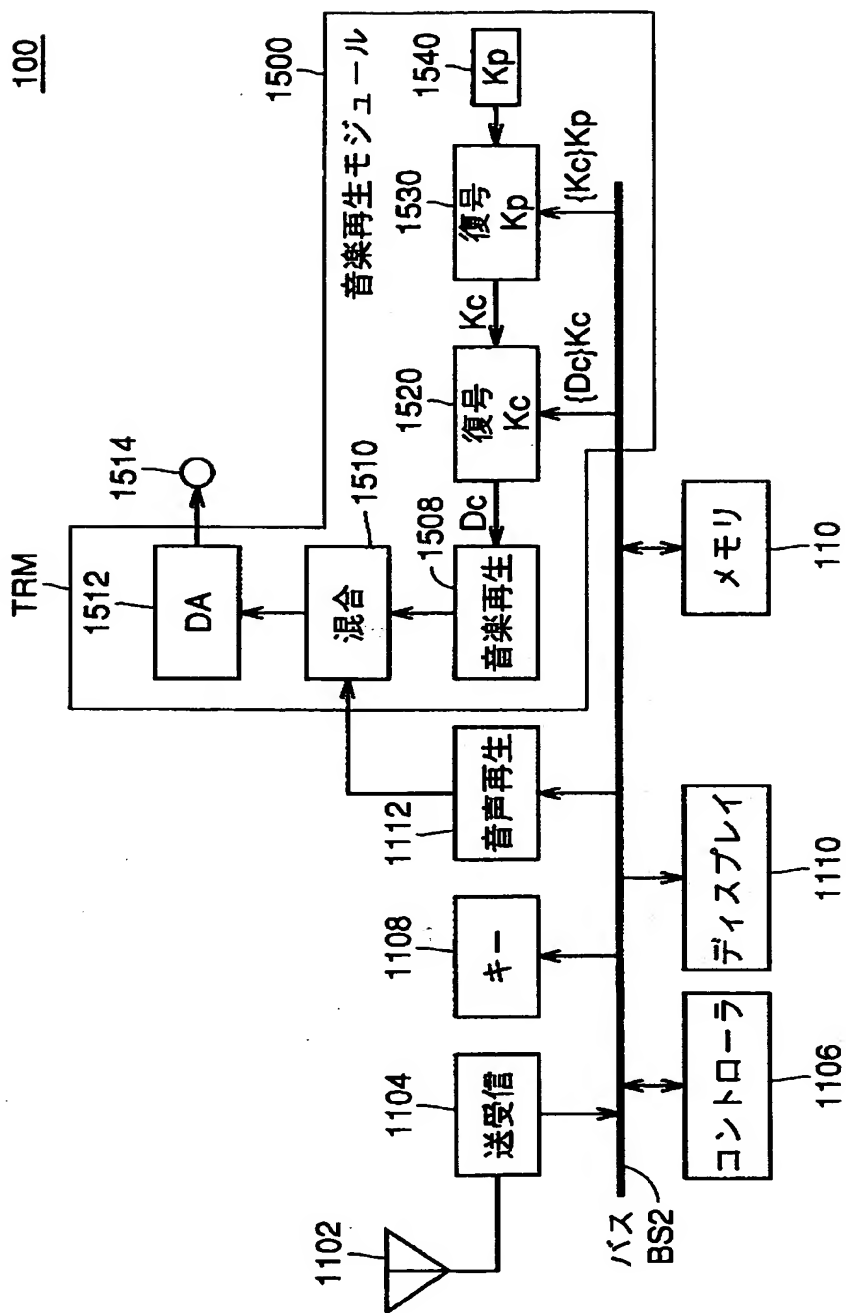 100
TRM
1512
DA
1514
1510
混合
1508
音楽再生
Dc
1520
復号
Kc
Kc
1530
復号
Kp
1540
Kp
1500
音楽再生モジュール
{Dc}Kc
{Kc}Kp
1102
1104
送受信
1108
キー
1112
音声再生
バス
BS2
コントローラ
1106
ディスプレイ
1110
メモリ
110